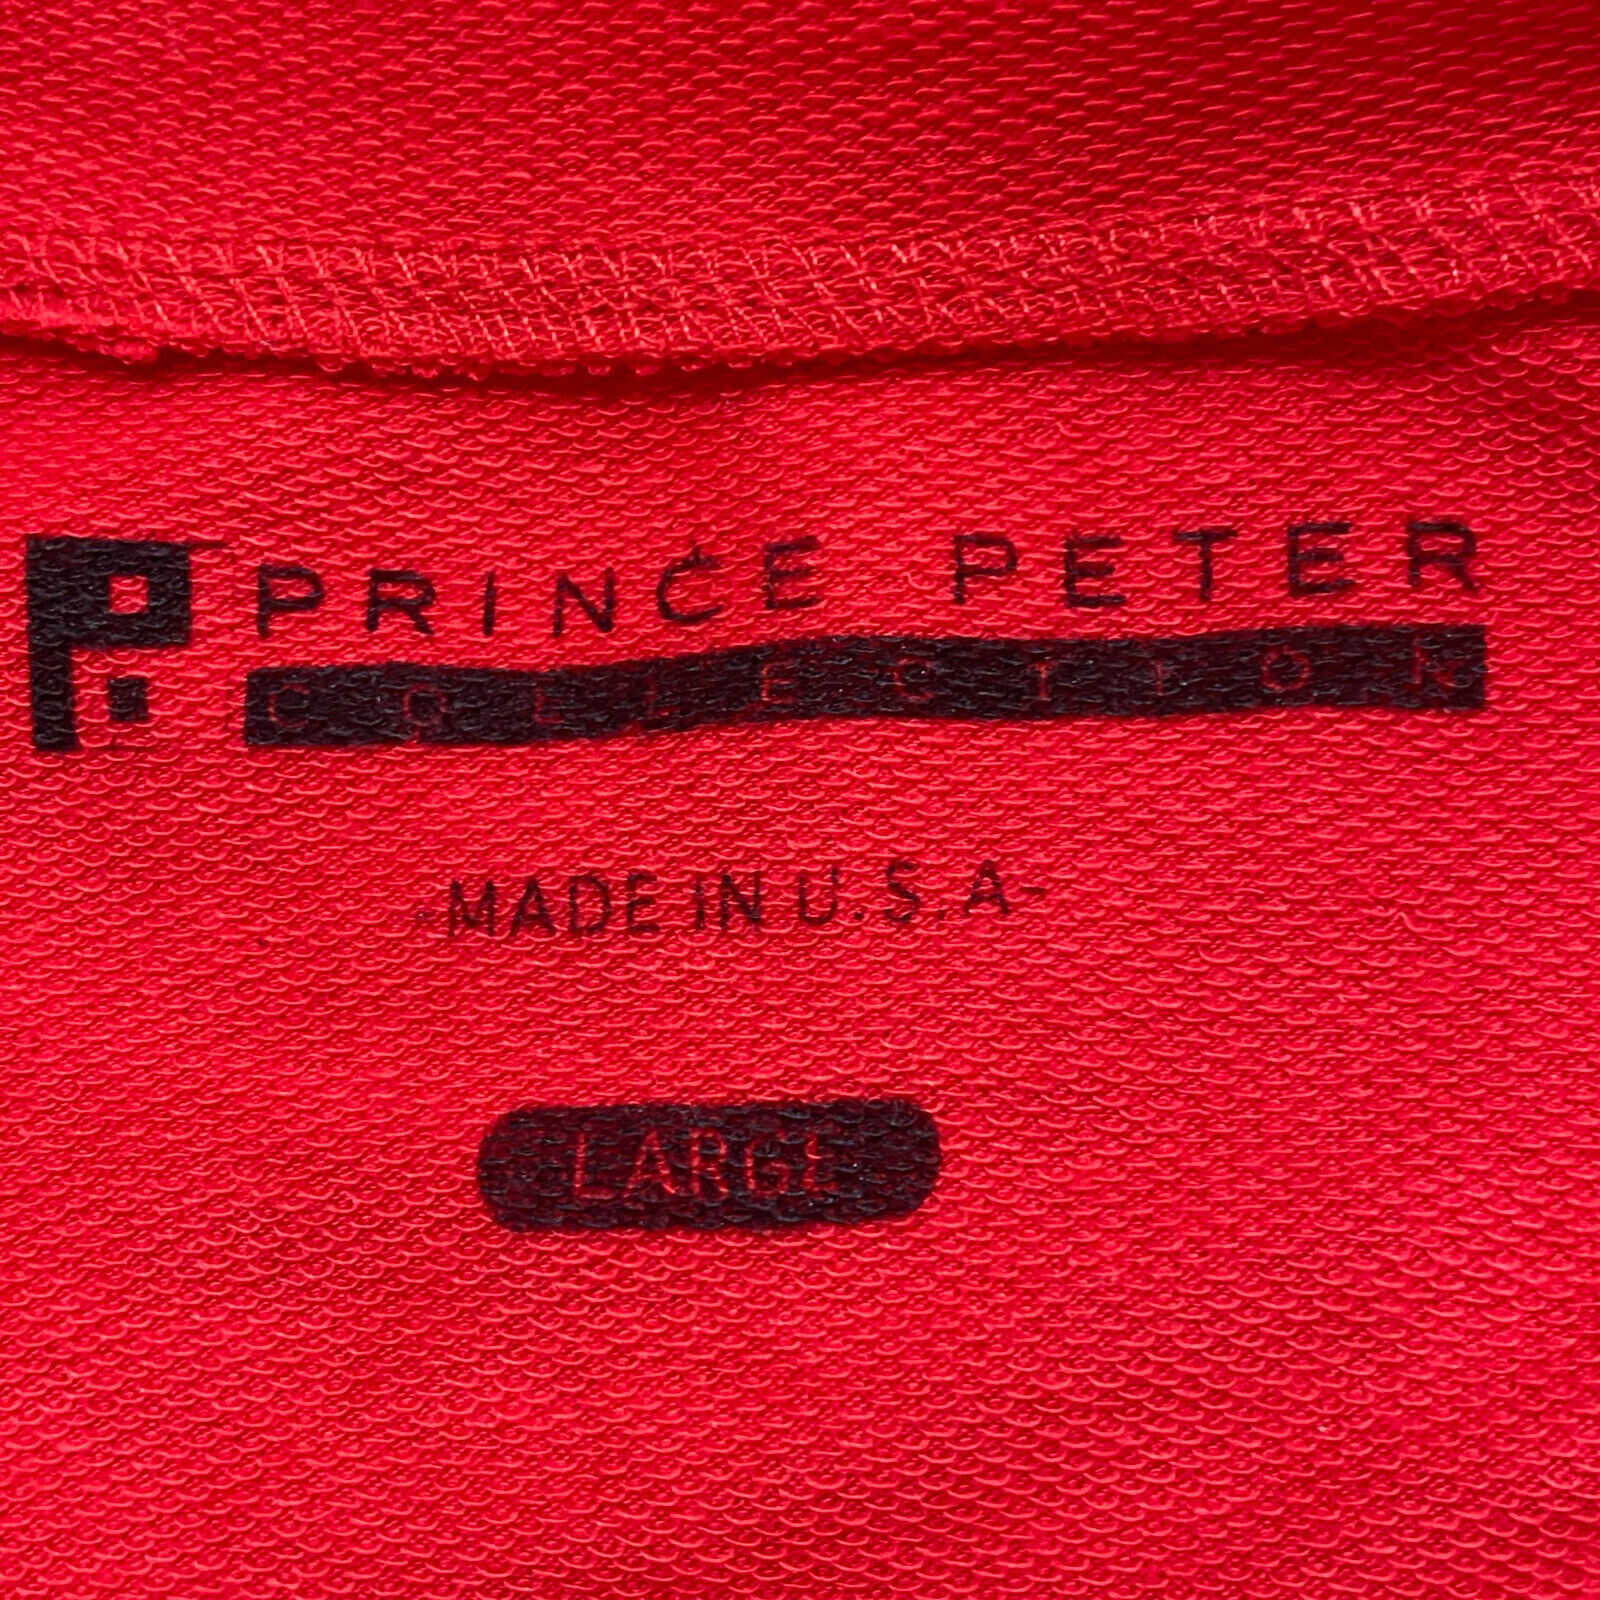 P.
PRINCE PETER
COLLECTION
-MADE IN U.S.A-
LARGE